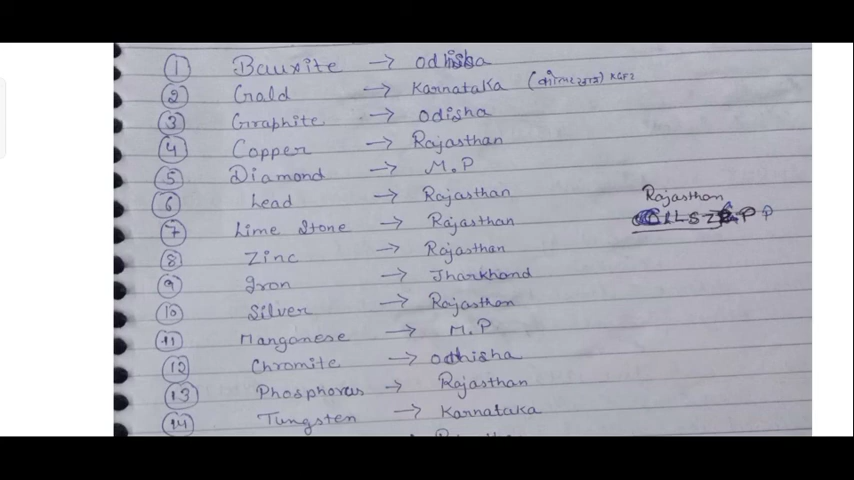 1 Bauxite → Odhisha
2 Gold → Karnataka (कोलार खान) KGF2
3 Graphite → Odisha
4 Copper → Rajasthan
5 Diamond → M.P
6 Lead → Rajasthan
Rajasthan
7 Lime Stone → Rajasthan
8 Zinc → Rajasthan
9 Iron → Jharkhand
10 Silver → Rajasthan
11 Manganese → M.P
12 Chromite → Odhisha
13 Phosphorus → Rajasthan
14 Tungsten → Karnataka